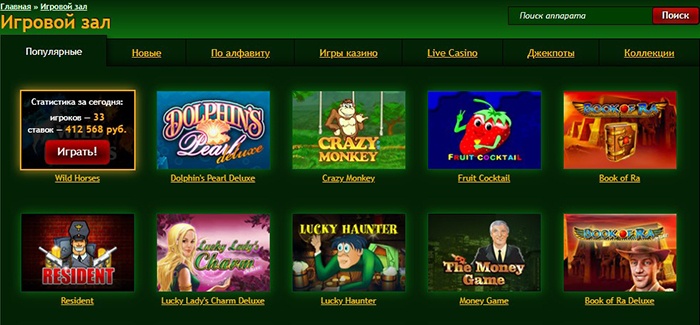 Главная » Игровой зал
Игровой зал
Поиск аппарата
Поиск
Популярные
Новые
По алфавиту
Игры казино
Live Casino
Джекпоты
Коллекции
Статистика за сегодня:
игроков – 33
ставок – 412 568 руб.
Играть!
DOLPHIN'S
Pearl
deluxe
CRAZY
MONKEY
FRUIT COCKTAIL
BOOK OF RA
Wild Horses
Dolphin's Pearl Deluxe
Crazy Monkey
Fruit Cocktail
Book of Ra
RESIDENT
Lucky Lady's
Charm
LUCKY HAUNTER
The Money
Game
BOOK OF RA
Resident
Lucky Lady's Charm Deluxe
Lucky Haunter
Money Game
Book of Ra Deluxe